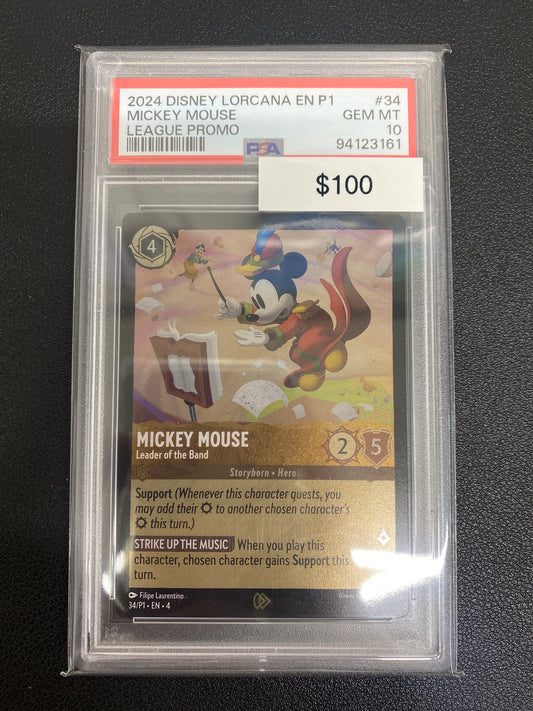 2024 DISNEY LORCANA EN P1 #34
MICKEY MOUSE GEM MT
LEAGUE PROMO 10
PSA 94123161
$100
4
MICKEY MOUSE
Leader of the Band
2 5
Storyborn • Hero
Support (Whenever this character quests, you
may add their to another chosen character's
this turn.)
STRIKE UP THE MUSIC When you play this
character, chosen character gains Support this
turn.
Filipe Laurentino
34/P1 • EN • 4
Disney